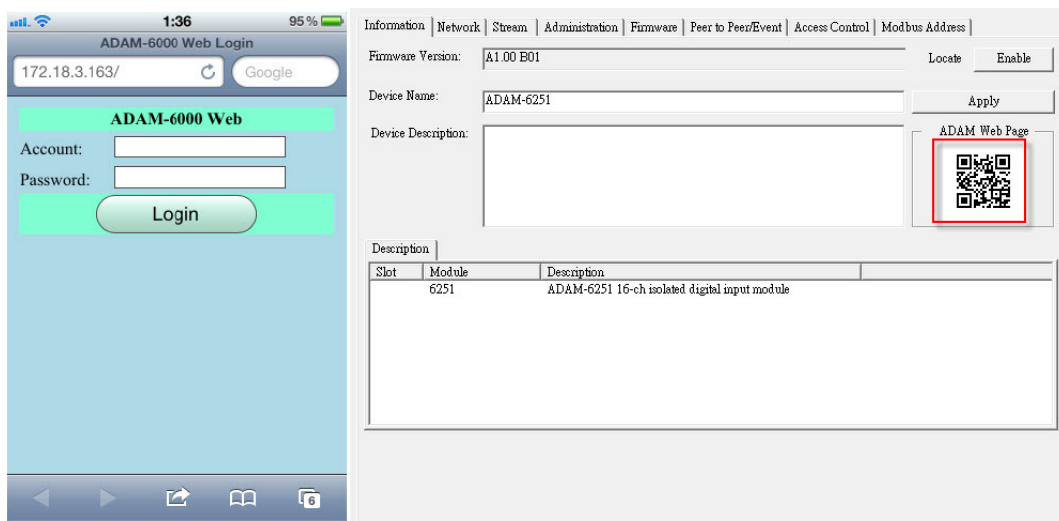 1:36
95%
ADAM-6000 Web Login
172.18.3.163/
Google
ADAM-6000 Web
Account:
Password:
Login
6
Information
Network
Stream
Administration
Firmware
Peer to Peer/Event
Access Control
Modbus Address
Firmware Version:
A1.00 B01
Locate
Enable
Device Name:
ADAM-6251
Apply
Device Description:
ADAM Web Page
Description
Slot
Module
Description
6251
ADAM-6251 16-ch isolated digital input module